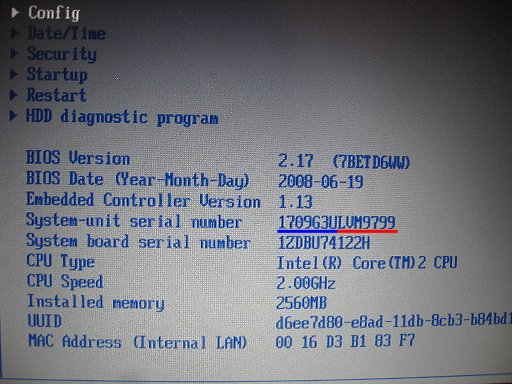 Config
Date/Time
Security
Startup
Restart
HDD diagnostic program
BIOS Version 2.17 (7BETD6WW)
BIOS Date (Year-Month-Day) 2008-06-19
Embedded Controller Version 1.13
System-unit serial number 1709G3ULVM9799
System board serial number 1ZDBU74122H
CPU Type Intel(R) Core(TM)2 CPU
CPU Speed 2.00GHz
Installed memory 2560MB
UUID d6ee7d80-e8ad-11db-8cb3-b84bd1
MAC Address (Internal LAN) 00 16 D3 B1 83 F7